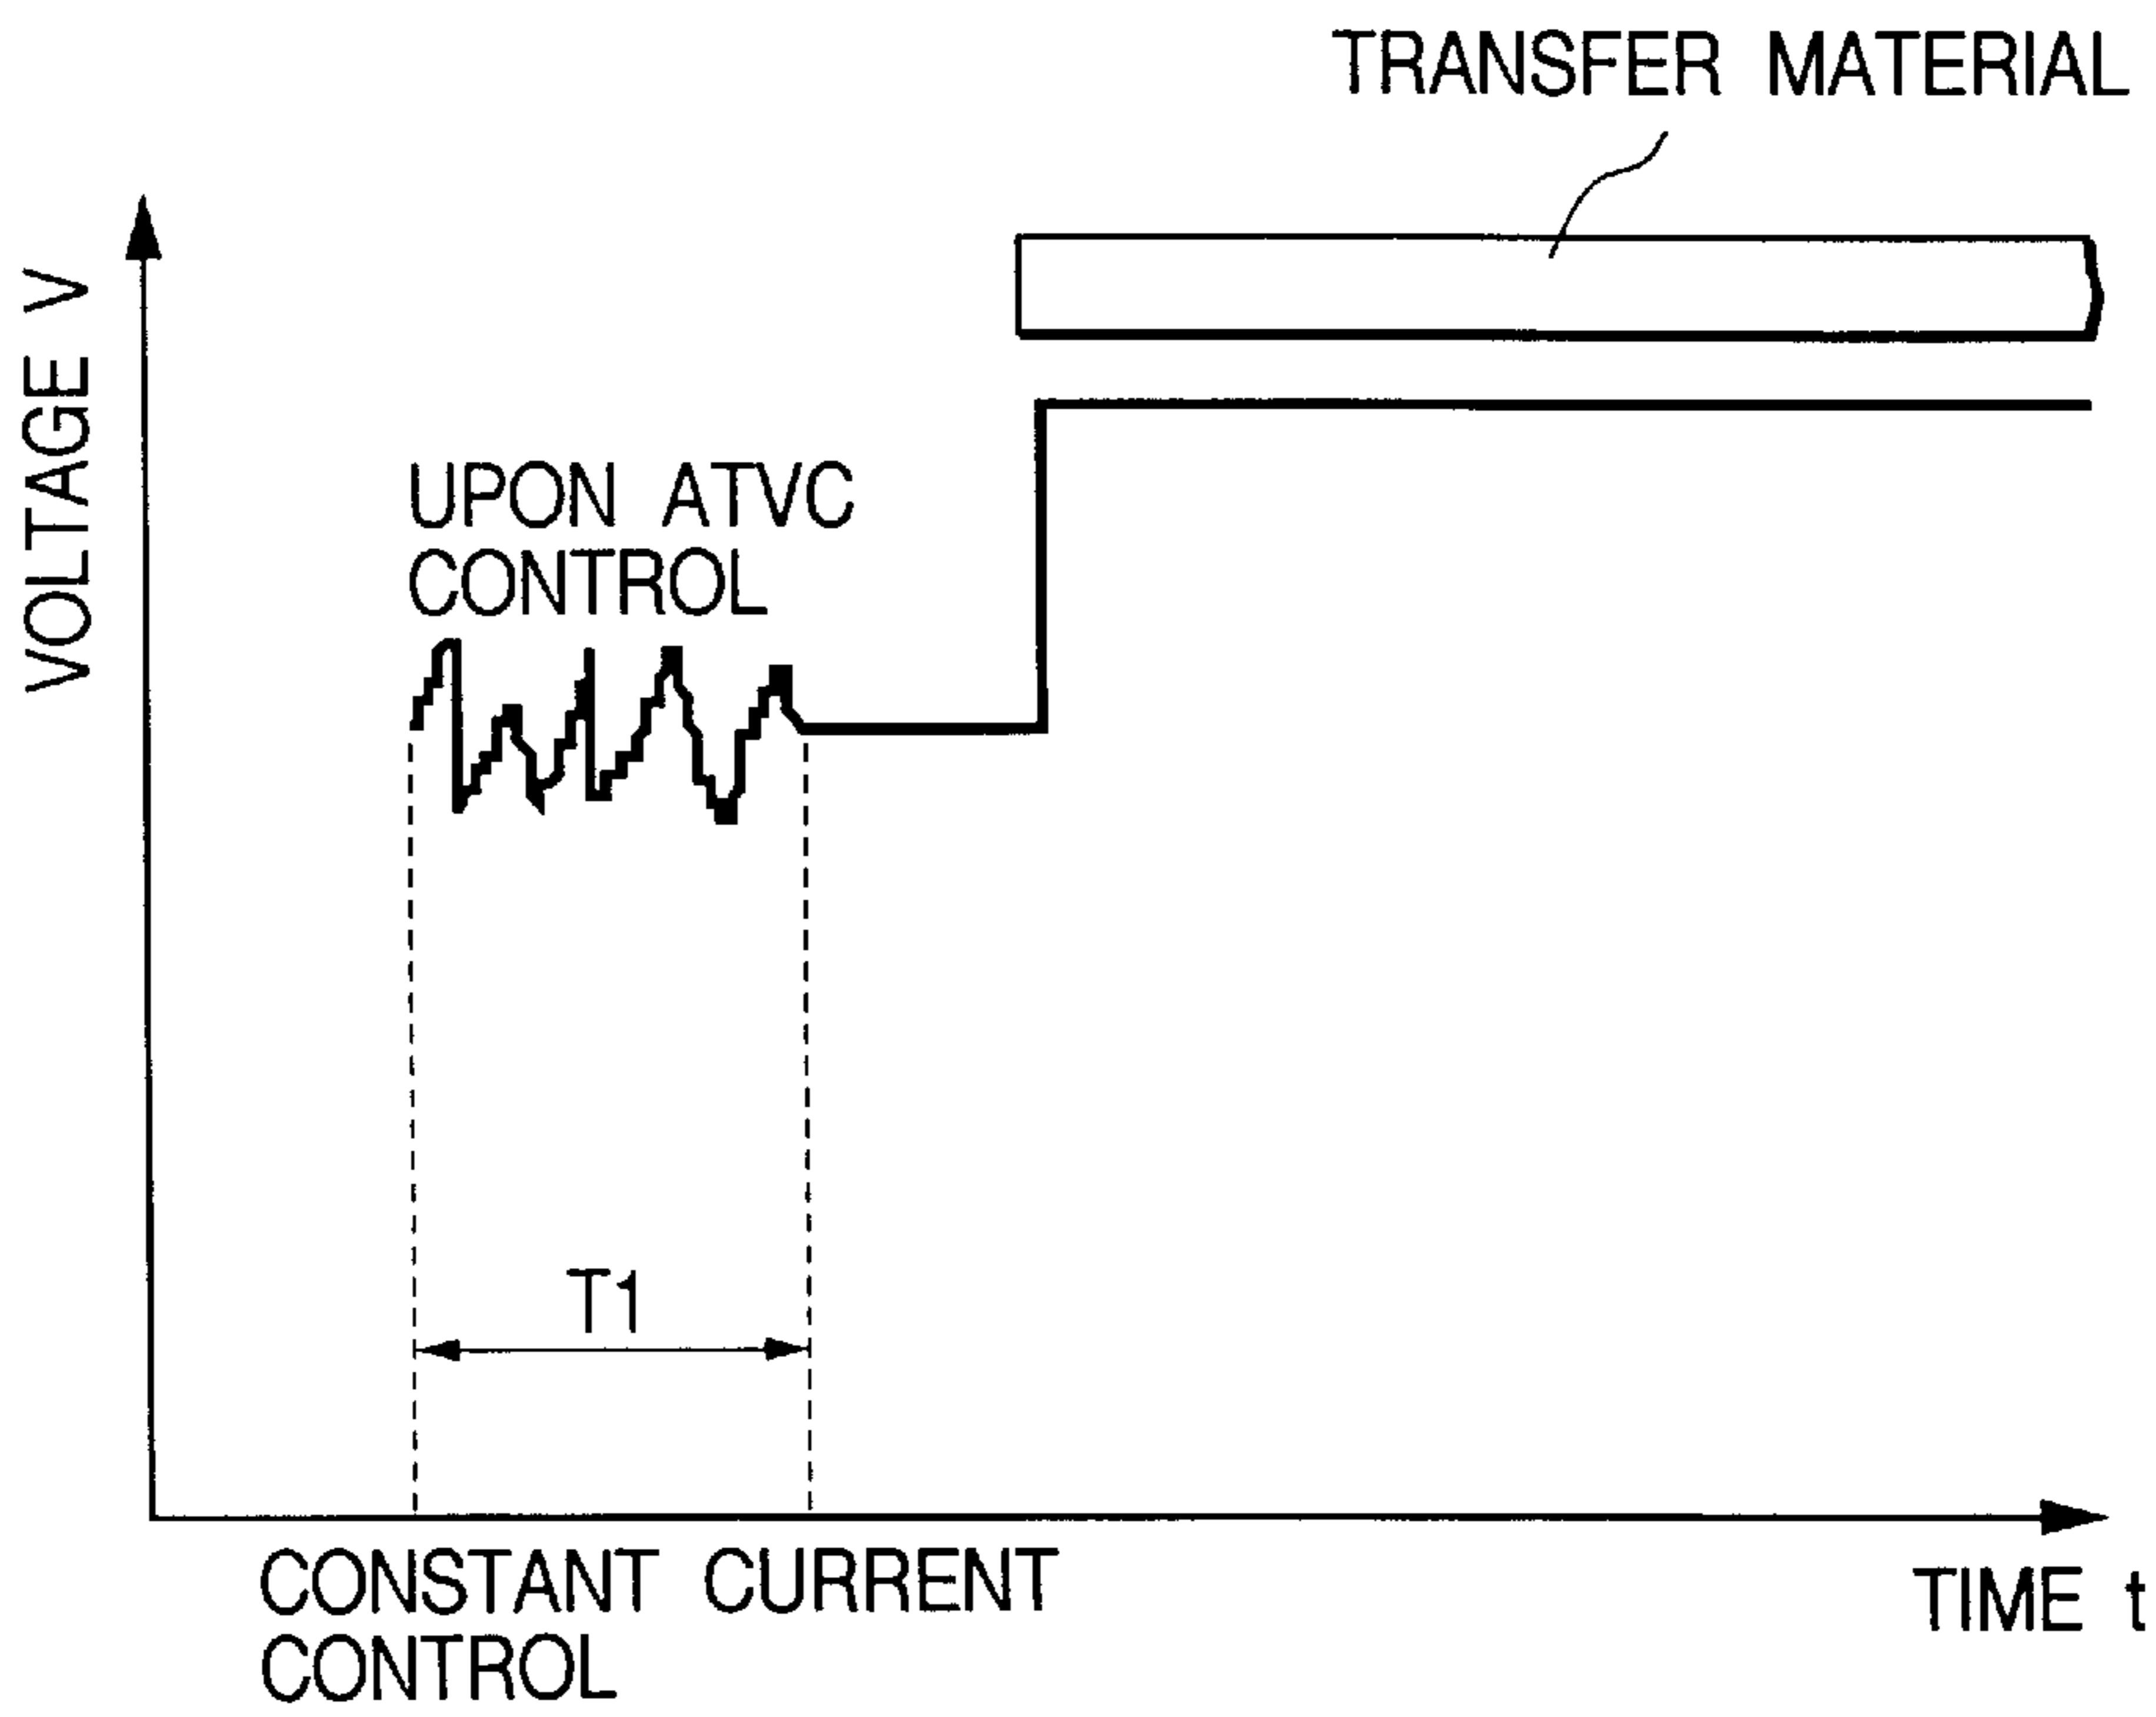 TRANSFER MATERIAL
VOLTAGE V
UPON ATVC
CONTROL
T1
CONSTANT CURRENT
CONTROL
TIME t